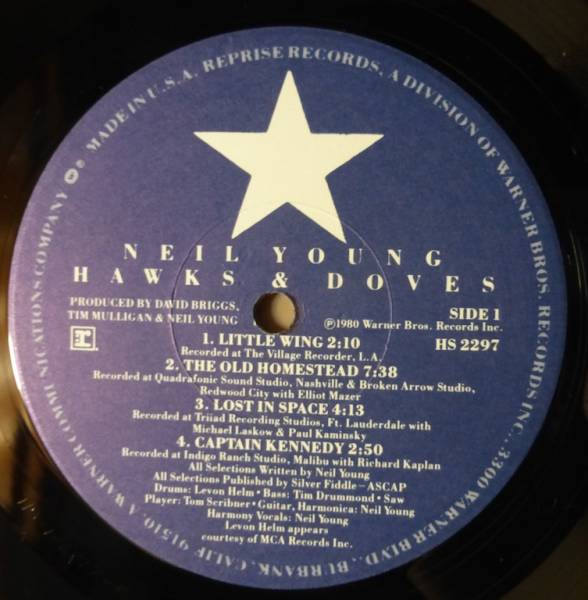 MADE IN U.S.A. REPRISE RECORDS, A DIVISION OF WARNER BROS. RECORDS INC., 3300 WARNER BLVD., BURBANK, CALIF. 91510, A WARNER COMMUNICATIONS COMPANY
NEIL YOUNG
HAWKS & DOVES
PRODUCED BY DAVID BRIGGS,
TIM MULLIGAN & NEIL YOUNG
SIDE 1
℗1980 Warner Bros. Records Inc.
HS 2297
1. LITTLE WING 2:10
Recorded at The Village Recorder, L.A.
2. THE OLD HOMESTEAD 7:38
Recorded at Quadrafonic Sound Studio, Nashville & Broken Arrow Studio,
Redwood City with Elliot Mazer
3. LOST IN SPACE 4:13
Recorded at Triiad Recording Studios, Ft. Lauderdale with
Michael Laskow & Paul Kaminsky
4. CAPTAIN KENNEDY 2:50
Recorded at Indigo Ranch Studio, Malibu with Richard Kaplan
All Selections Written by Neil Young
All Selections Published by Silver Fiddle—ASCAP
Drums: Levon Helm • Bass: Tim Drummond • Saw
Player: Tom Scribner • Guitar, Harmonica: Neil Young
Harmony Vocals: Neil Young
Levon Helm appears
courtesy of MCA Records Inc.